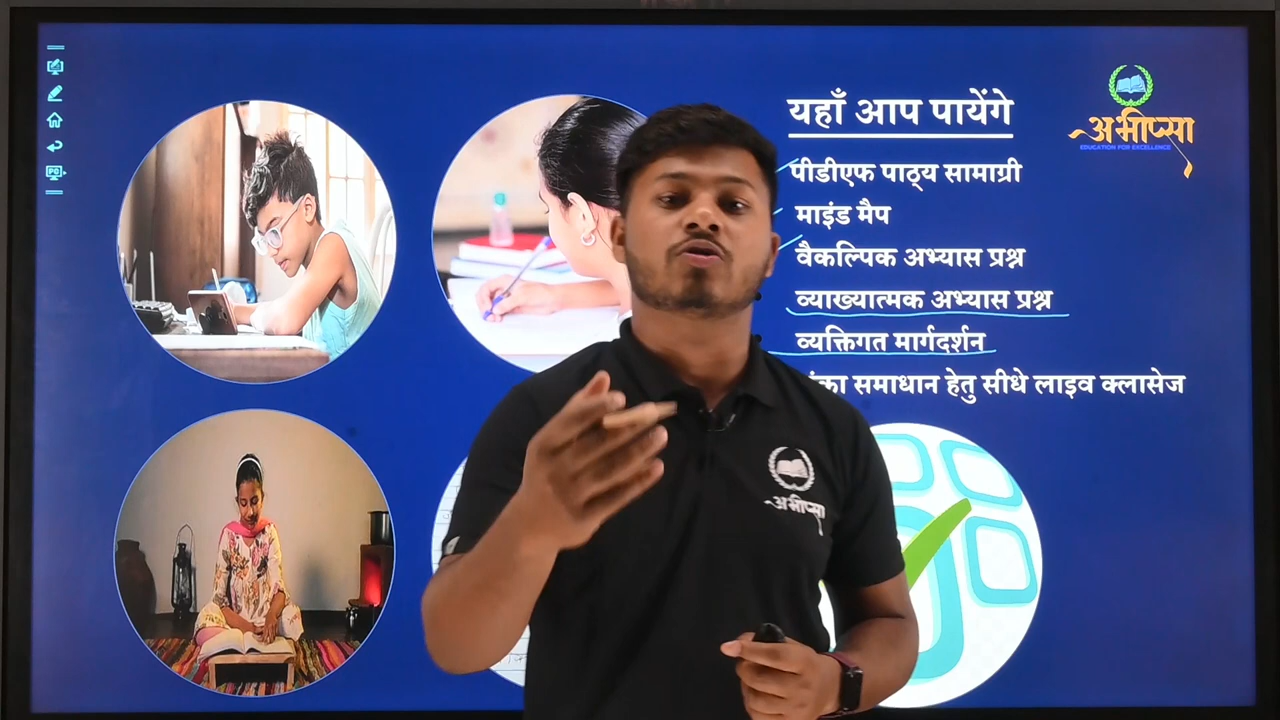 यहाँ आप पायेंगे
अभीप्सा
EDUCATION FOR EXCELLENCE
पीडीएफ पाठ्य सामाग्री
माइंड मैप
वैकल्पिक अभ्यास प्रश्न
व्याख्यात्मक अभ्यास प्रश्न
व्यक्तिगत मार्गदर्शन
समाधान हेतु सीधे लाइव क्लासेज
अभीप्सा